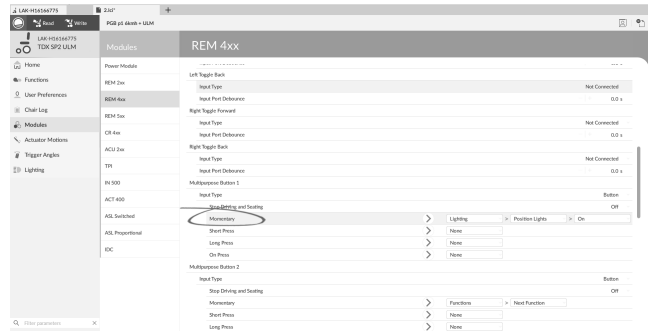 LAK-H16166775
2.lci*
+
Read
Write
PGB p1 6kmh + ULM
LAK-H16166775
TDX SP2 ULM
Home
Functions
User Preferences
Chair Log
Modules
Actuator Motions
Trigger Angles
Lighting
Filter parameters
Modules
Power Module
REM 2xx
REM 4xx
REM 5xx
CR 4xx
ACU 2xx
TPI
IN 500
ACT 400
ASL Switched
ASL Proportional
IDIC
REM 4xx
Left Toggle Back
Input Type Not Connected
Input Port Debounce 0.0 s
Right Toggle Forward
Input Type Not Connected
Input Port Debounce 0.0 s
Right Toggle Back
Input Type Not Connected
Input Port Debounce 0.0 s
Multipurpose Button 1
Input Type Button
Stop Driving and Seating Off
Momentary > Lighting > Position Lights > On
Short Press > None
Long Press > None
On Press > None
Multipurpose Button 2
Input Type Button
Stop Driving and Seating Off
Momentary > Functions > Next Function
Short Press > None
Long Press > None